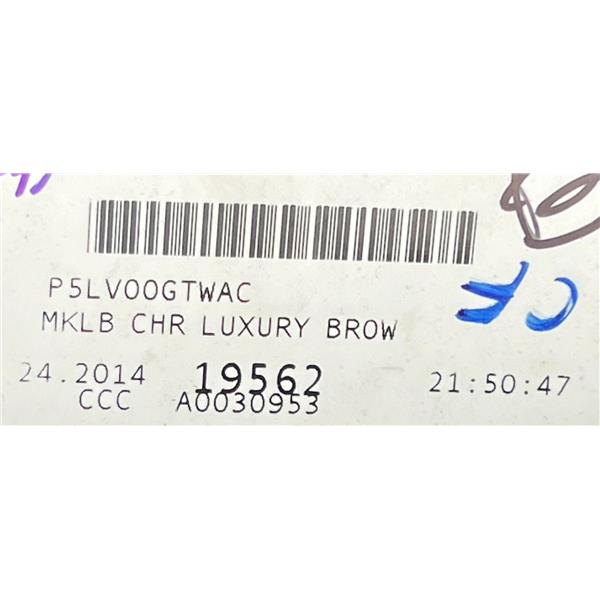 P5LV00GTWAC
MKLB CHR LUXURY BROW
24.2014 19562 21:50:47
CCC A0030953